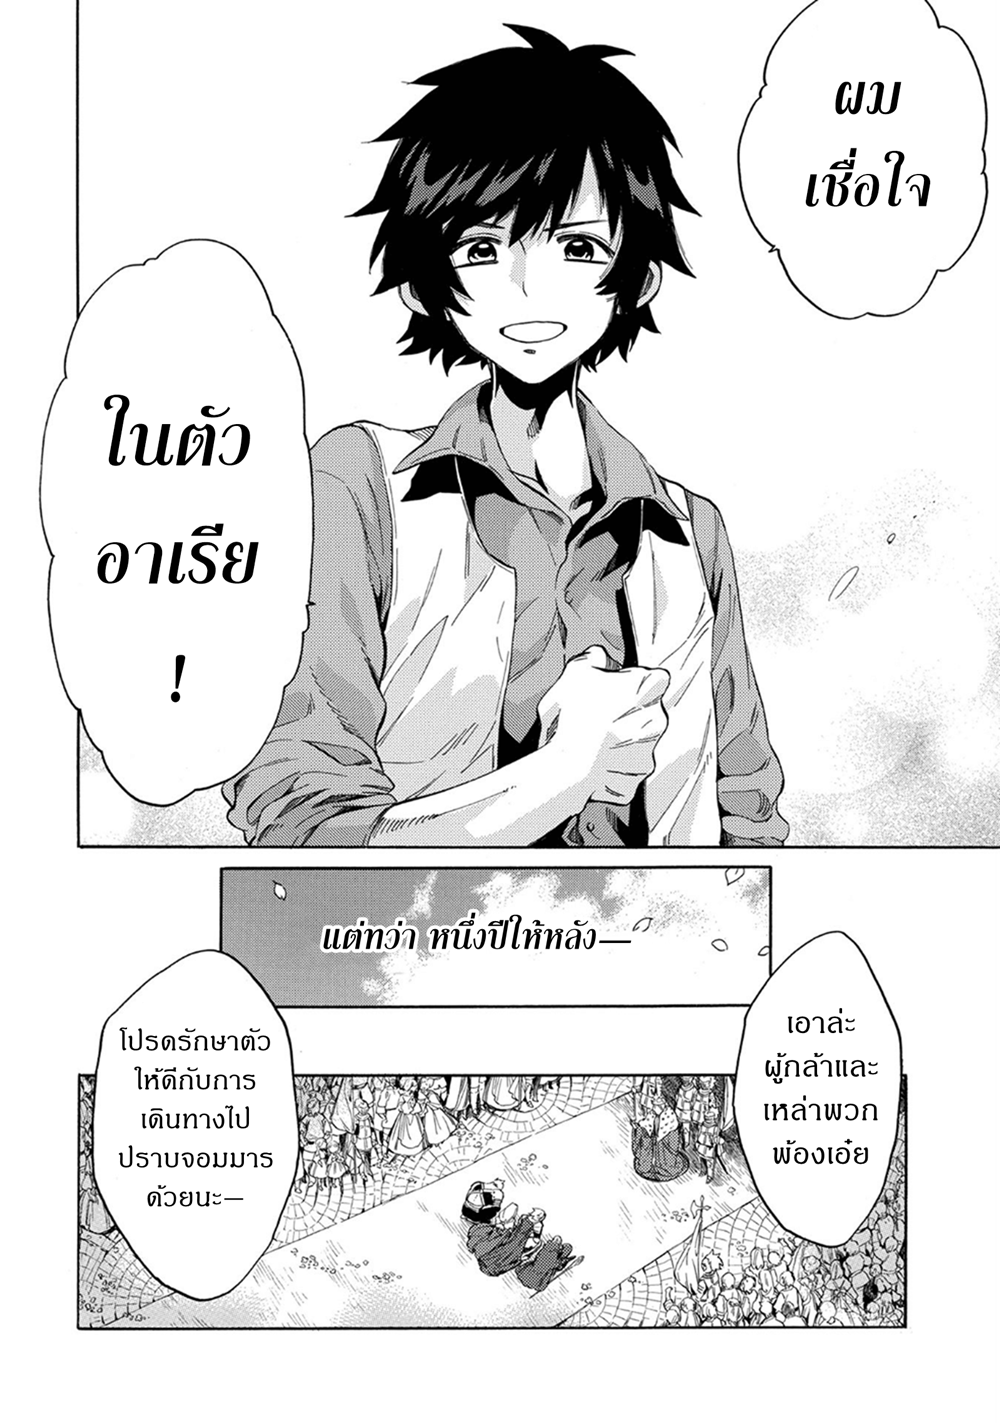 ผม
เชื่อใจ
ในตัว
อาเรีย
!
แต่ทว่า หนึ่งปีให้หลัง—
เอาล่ะ
ผู้กล้าและ
เหล่าพวก
พ้องเอ๋ย
โปรดรักษาตัว
ให้ดีกับการ
เดินทางไป
ปราบจอมมาร
ด้วยนะ—